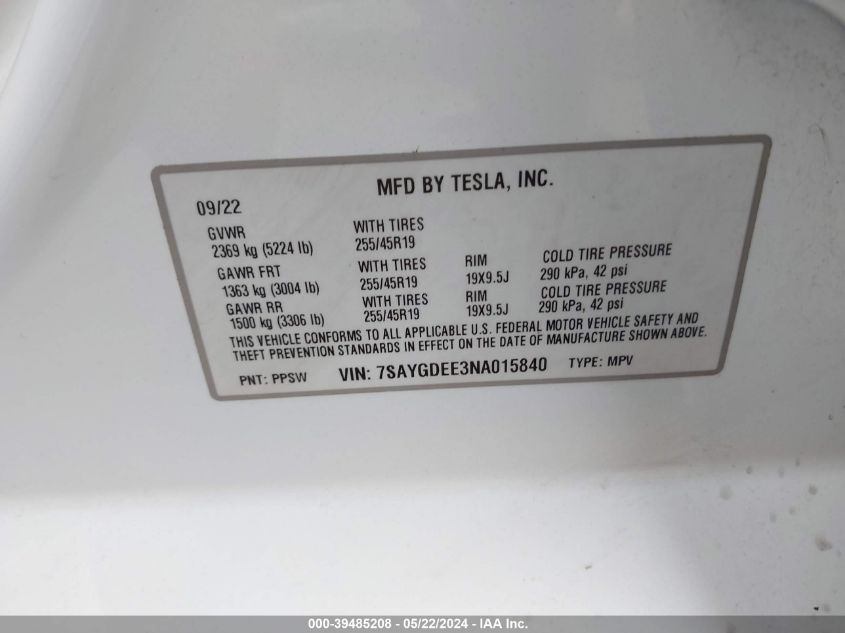 MFD BY TESLA, INC.
09/22
GVWR WITH TIRES
2369 kg (5224 lb) 255/45R19
GAWR FRT WITH TIRES RIM COLD TIRE PRESSURE
1363 kg (3004 lb) 255/45R19 19X9.5J 290 kPa, 42 psi
GAWR RR WITH TIRES RIM COLD TIRE PRESSURE
1500 kg (3306 lb) 255/45R19 19X9.5J 290 kPa, 42 psi
THIS VEHICLE CONFORMS TO ALL APPLICABLE U.S. FEDERAL MOTOR VEHICLE SAFETY AND
THEFT PREVENTION STANDARDS IN EFFECT ON THE DATE OF MANUFACTURE SHOWN ABOVE.
PNT: PPSW VIN: 7SAYGDEE3NA015840 TYPE: MPV
000-39485208 - 05/22/2024 - IAA Inc.